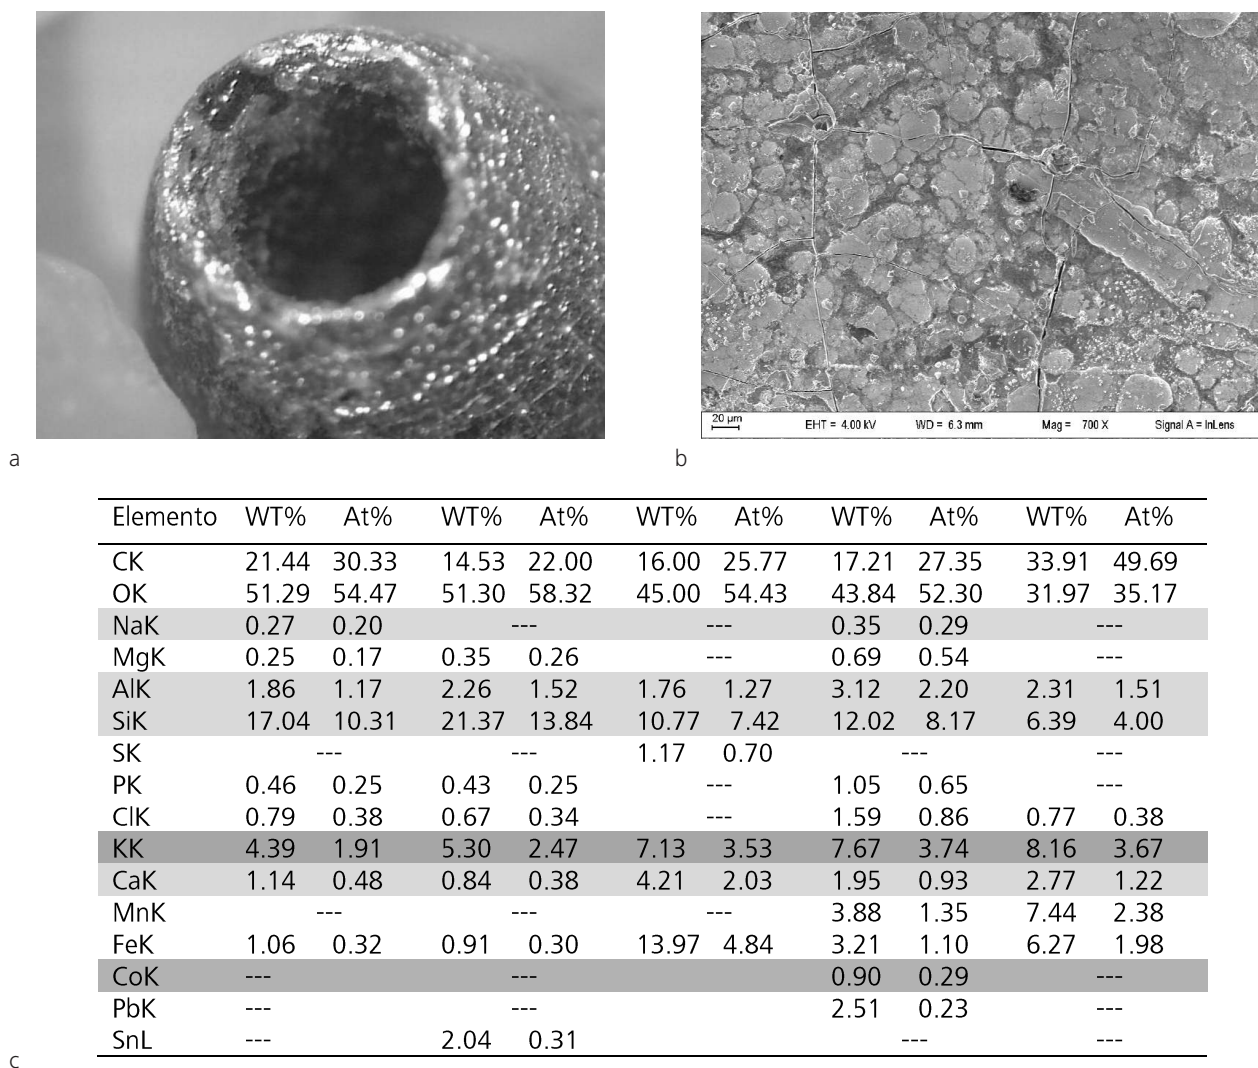 20 µm EHT = 4.00 kV WD = 6.3 mm Mag = 700 X Signal A = InLens
a b
Elemento WT% At% WT% At% WT% At% WT% At% WT% At%
CK 21.44 30.33 14.53 22.00 16.00 25.77 17.21 27.35 33.91 49.69
OK 51.29 54.47 51.30 58.32 45.00 54.43 43.84 52.30 31.97 35.17
NaK 0.27 0.20 --- --- 0.35 0.29 ---
MgK 0.25 0.17 0.35 0.26 --- 0.69 0.54 ---
AlK 1.86 1.17 2.26 1.52 1.76 1.27 3.12 2.20 2.31 1.51
SiK 17.04 10.31 21.37 13.84 10.77 7.42 12.02 8.17 6.39 4.00
SK --- --- 1.17 0.70 --- ---
PK 0.46 0.25 0.43 0.25 --- 1.05 0.65 ---
ClK 0.79 0.38 0.67 0.34 --- 1.59 0.86 0.77 0.38
KK 4.39 1.91 5.30 2.47 7.13 3.53 7.67 3.74 8.16 3.67
CaK 1.14 0.48 0.84 0.38 4.21 2.03 1.95 0.93 2.77 1.22
MnK --- --- --- 3.88 1.35 7.44 2.38
FeK 1.06 0.32 0.91 0.30 13.97 4.84 3.21 1.10 6.27 1.98
CoK --- --- 0.90 0.29 ---
PbK --- --- 2.51 0.23 ---
SnL --- 2.04 0.31 --- ---
c